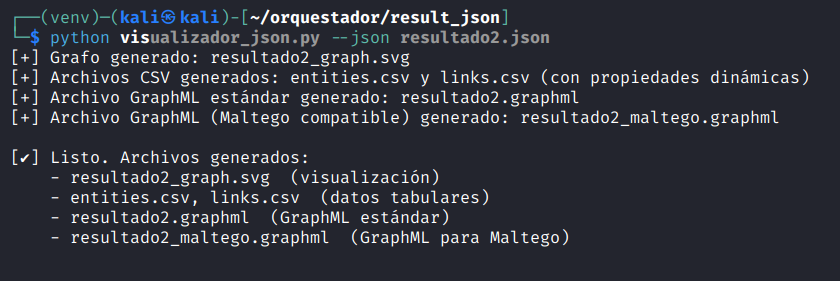 ┌──(venv)─(kali㉿kali)-[~/orquestador/result_json]
└─$ python visualizador_json.py --json resultado2.json
[+] Grafo generado: resultado2_graph.svg
[+] Archivos CSV generados: entities.csv y links.csv (con propiedades dinámicas)
[+] Archivo GraphML estándar generado: resultado2.graphml
[+] Archivo GraphML (Maltego compatible) generado: resultado2_maltego.graphml
[✔] Listo. Archivos generados:
- resultado2_graph.svg (visualización)
- entities.csv, links.csv (datos tabulares)
- resultado2.graphml (GraphML estándar)
- resultado2_maltego.graphml (GraphML para Maltego)